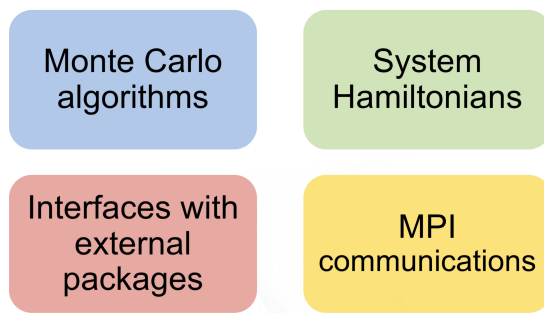 Monte Carlo
algorithms
System
Hamiltonians
Interfaces with
external
packages
MPI
communications